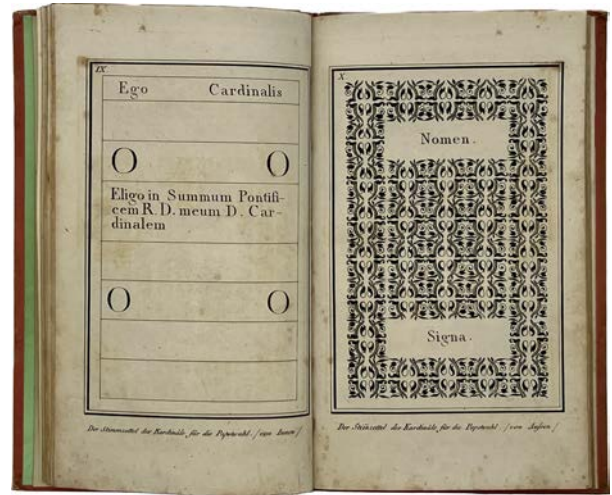 IX
Ego Cardinalis
O O
Eligo in Summum Pontifi-
cem R. D. meum D. Car-
dinalem
O O
Der Stimmzettel der Kardinäle für die Papstwahl. / von Innen /
X
Nomen.
Signa.
Der Stimzettel der Kardinäle für die Papstwahl. / von Aussen /